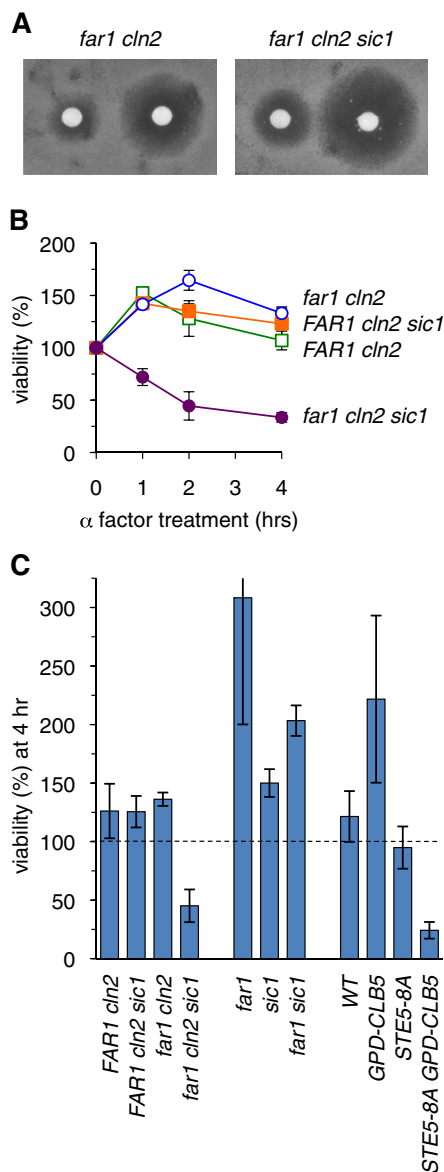 A
far1 cln2
far1 cln2 sic1
B
viability (%)
200
150
100
50
0
far1 cln2
FAR1 cln2 sic1
FAR1 cln2
far1 cln2 sic1
0 1 2 3 4
α factor treatment (hrs)
C
viability (%) at 4 hr
300
250
200
150
100
50
0
FAR1 cln2
FAR1 cln2 sic1
far1 cln2
far1 cln2 sic1
far1
sic1
far1 sic1
WT
GPD-CLB5
STE5-8A
STE5-8A GPD-CLB5